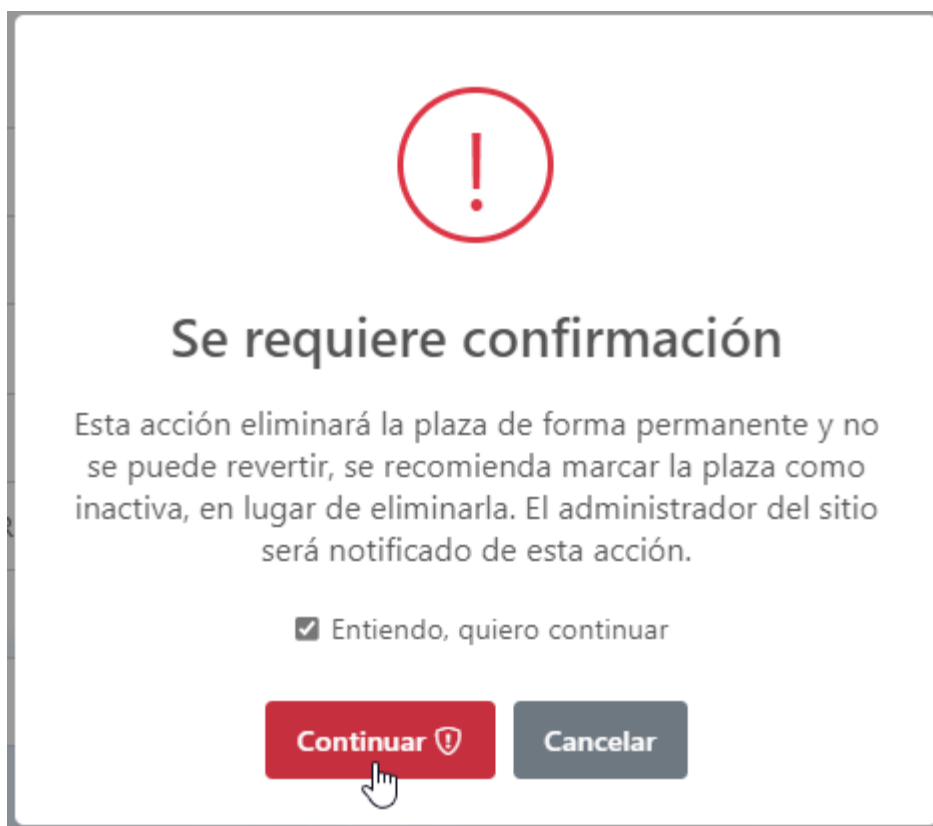 Se requiere confirmación
Esta acción eliminará la plaza de forma permanente y no
se puede revertir, se recomienda marcar la plaza como
inactiva, en lugar de eliminarla. El administrador del sitio
será notificado de esta acción.
Entiendo, quiero continuar
Continuar
Cancelar